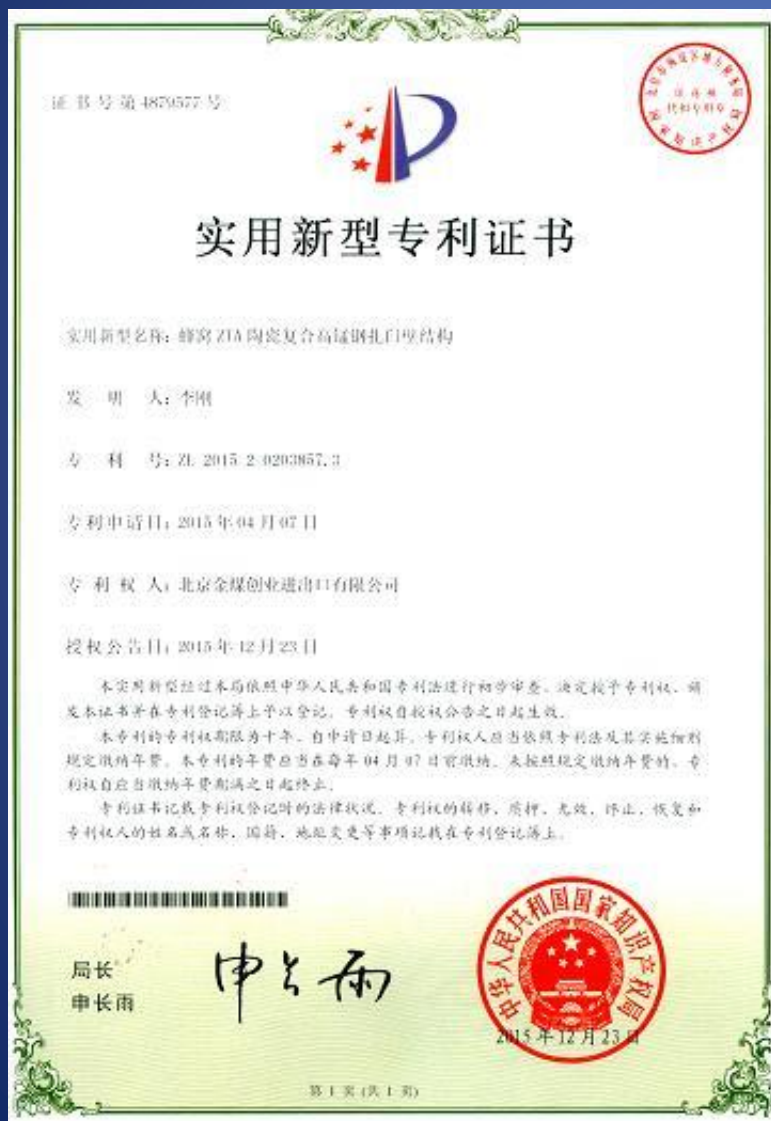 证书号第4879577号
实用新型专利证书
实用新型名称：蜂窝ZTA陶瓷复合高锰钢轧臼壁结构
发明人：李刚
专利号：ZL 2015 2 0203857.3
专利申请日：2015年04月07日
专利权人：北京金煤创业进出口有限公司
授权公告日：2015年12月23日
本实用新型经过本局依照中华人民共和国专利法进行初步审查，决定授予专利权，颁
发本证书并在专利登记簿上予以登记。专利权自授权公告之日起生效。
本专利的专利权期限为十年，自申请日起算。专利权人应当依照专利法及其实施细则
规定缴纳年费。本专利的年费应当在每年04月07日前缴纳。未按照规定缴纳年费的，专
利权自应当缴纳年费期满之日起终止。
专利证书记载专利权登记时的法律状况。专利权的转移、质押、无效、终止、恢复和
专利权人的姓名或名称、国籍、地址变更等事项记载在专利登记簿上。
局长
申长雨
申长雨
中华人民共和国国家知识产权局
2015年12月23日
第1页(共1页)